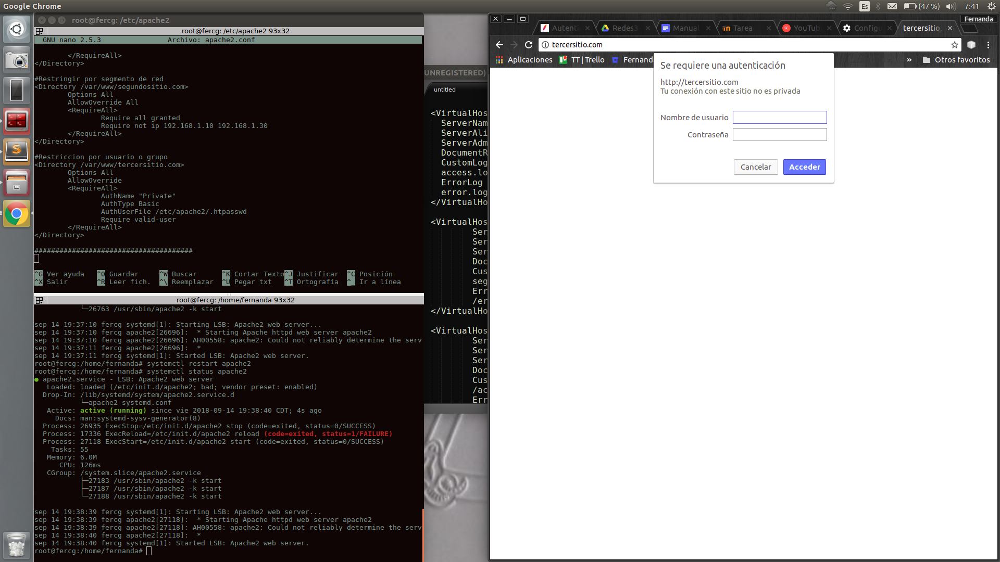 Google Chrome
Es
(47 %)
7:41
root@fercg: /etc/apache2
root@fercg: /etc/apache2 93x32
GNU nano 2.5.3 Archivo: apache2.conf
</RequireAll>
</Directory>
#Restringir por segmento de red
<Directory /var/www/segundositio.com>
Options All
AllowOverride All
<RequireAll>
Require all granted
Require not ip 192.168.1.10 192.168.1.30
</RequireAll>
</Directory>
#Restriccion por usuario o grupo
<Directory /var/www/tercersitio.com>
Options All
AllowOverride
<RequireAll>
AuthName "Private"
AuthType Basic
AuthUserFile /etc/apache2/.htpasswd
Require valid-user
</RequireAll>
</Directory>
######################################
^G Ver ayuda ^O Guardar ^W Buscar ^K Cortar Texto ^J Justificar ^C Posición
^X Salir ^R Leer fich. ^\ Reemplazar ^U Pegar txt ^T Ortografía ^_ Ir a línea
root@fercg: /home/fernanda 93x32
└─26763 /usr/sbin/apache2 -k start
sep 14 19:37:10 fercg systemd[1]: Starting LSB: Apache2 web server...
sep 14 19:37:10 fercg apache2[26696]:  * Starting Apache httpd web server apache2
sep 14 19:37:10 fercg apache2[26696]: AH00558: apache2: Could not reliably determine the serv
sep 14 19:37:11 fercg apache2[26696]:  *
sep 14 19:37:11 fercg systemd[1]: Started LSB: Apache2 web server.
root@fercg:/home/fernanda# systemctl restart apache2
root@fercg:/home/fernanda# systemctl status apache2
● apache2.service - LSB: Apache2 web server
Loaded: loaded (/etc/init.d/apache2; bad; vendor preset: enabled)
Drop-In: /lib/systemd/system/apache2.service.d
└─apache2-systemd.conf
Active: active (running) since vie 2018-09-14 19:38:40 CDT; 4s ago
Docs: man:systemd-sysv-generator(8)
Process: 26935 ExecStop=/etc/init.d/apache2 stop (code=exited, status=0/SUCCESS)
Process: 17336 ExecReload=/etc/init.d/apache2 reload (code=exited, status=1/FAILURE)
Process: 27118 ExecStart=/etc/init.d/apache2 start (code=exited, status=0/SUCCESS)
Tasks: 55
Memory: 6.0M
CPU: 126ms
CGroup: /system.slice/apache2.service
├─27183 /usr/sbin/apache2 -k start
├─27187 /usr/sbin/apache2 -k start
└─27188 /usr/sbin/apache2 -k start
sep 14 19:38:39 fercg systemd[1]: Starting LSB: Apache2 web server...
sep 14 19:38:39 fercg apache2[27118]:  * Starting Apache httpd web server apache2
sep 14 19:38:39 fercg apache2[27118]: AH00558: apache2: Could not reliably determine the serv
sep 14 19:38:40 fercg apache2[27118]:  *
sep 14 19:38:40 fercg systemd[1]: Started LSB: Apache2 web server.
root@fercg:/home/fernanda#
UNREGISTERED)
untitled
<VirtualHos
ServerNam
ServerAli
ServerAdm
DocumentR
CustomLog
access.lo
ErrorLog
error.log
</VirtualHo
<VirtualHos
Ser
Ser
Ser
Doc
Cus
seg
Err
/er
</VirtualHo
<VirtualHos
Ser
Ser
Ser
Doc
Cus
/ac
Err
Fernanda
Autenti
Redes3
Manual
Tarea
YouTub
Configu
tercersitio.
tercersitio.com
Aplicaciones
TT | Trello
Fernand
»
Otros favoritos
Se requiere una autenticación
http://tercersitio.com
Tu conexión con este sitio no es privada
Nombre de usuario
Contraseña
Cancelar
Acceder